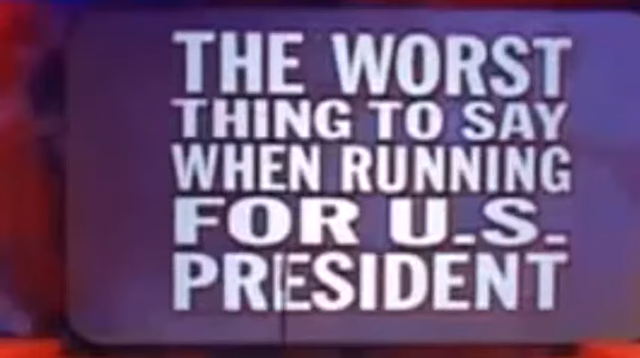 THE WORST
THING TO SAY
WHEN RUNNING
FOR U.S.
PRESIDENT